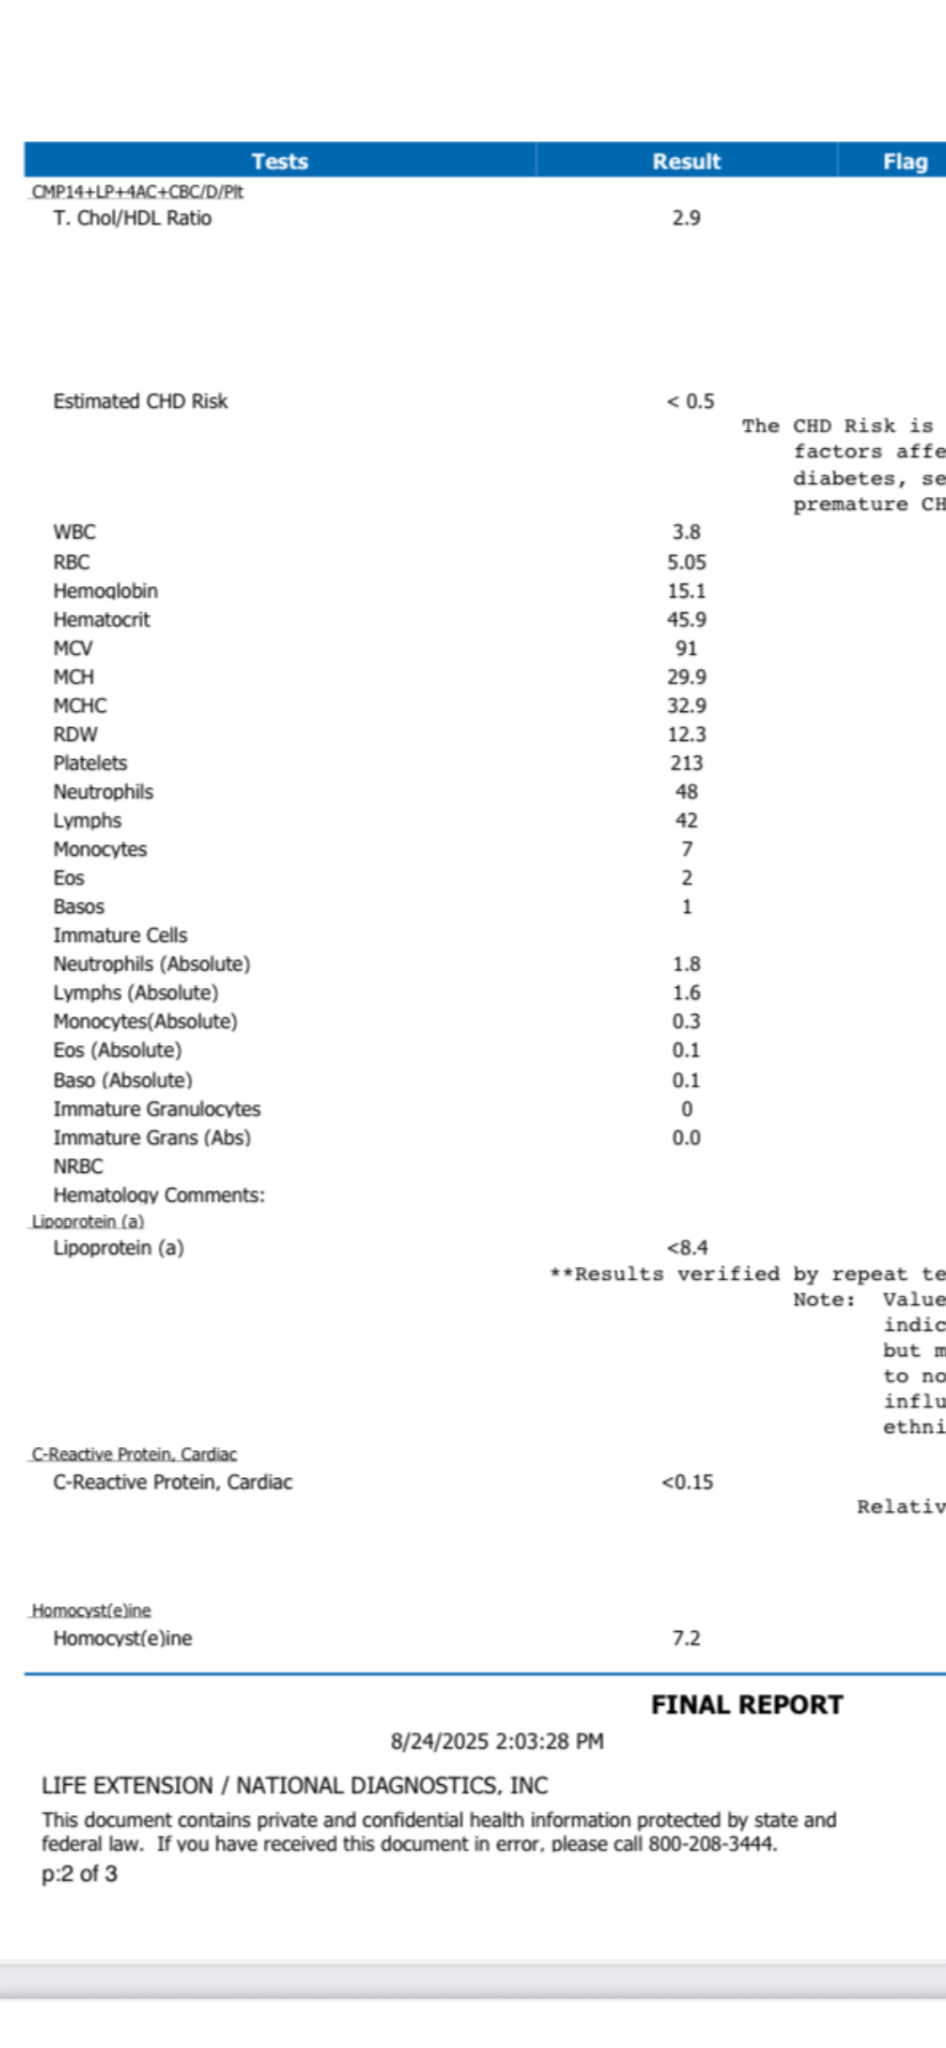 Tests Result Flag
CMP14+LP+4AC+CBC/D/Plt
T. Chol/HDL Ratio 2.9
Estimated CHD Risk < 0.5
The CHD Risk is
factors affe
diabetes, se
premature CH
WBC 3.8
RBC 5.05
Hemoglobin 15.1
Hematocrit 45.9
MCV 91
MCH 29.9
MCHC 32.9
RDW 12.3
Platelets 213
Neutrophils 48
Lymphs 42
Monocytes 7
Eos 2
Basos 1
Immature Cells
Neutrophils (Absolute) 1.8
Lymphs (Absolute) 1.6
Monocytes(Absolute) 0.3
Eos (Absolute) 0.1
Baso (Absolute) 0.1
Immature Granulocytes 0
Immature Grans (Abs) 0.0
NRBC
Hematology Comments:
Lipoprotein (a)
Lipoprotein (a) <8.4
**Results verified by repeat te
Note: Value
indic
but m
to no
influ
ethni
C-Reactive Protein, Cardiac
C-Reactive Protein, Cardiac <0.15
Relativ
Homocyst(e)ine
Homocyst(e)ine 7.2
FINAL REPORT
8/24/2025 2:03:28 PM
LIFE EXTENSION / NATIONAL DIAGNOSTICS, INC
This document contains private and confidential health information protected by state and
federal law. If you have received this document in error, please call 800-208-3444.
p:2 of 3